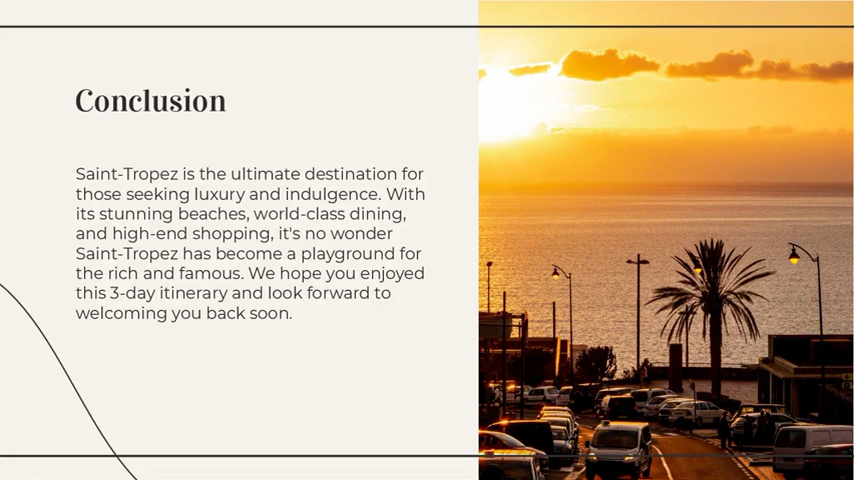 Conclusion
Saint-Tropez is the ultimate destination for
those seeking luxury and indulgence. With
its stunning beaches, world-class dining,
and high-end shopping, it's no wonder
Saint-Tropez has become a playground for
the rich and famous. We hope you enjoyed
this 3-day itinerary and look forward to
welcoming you back soon.